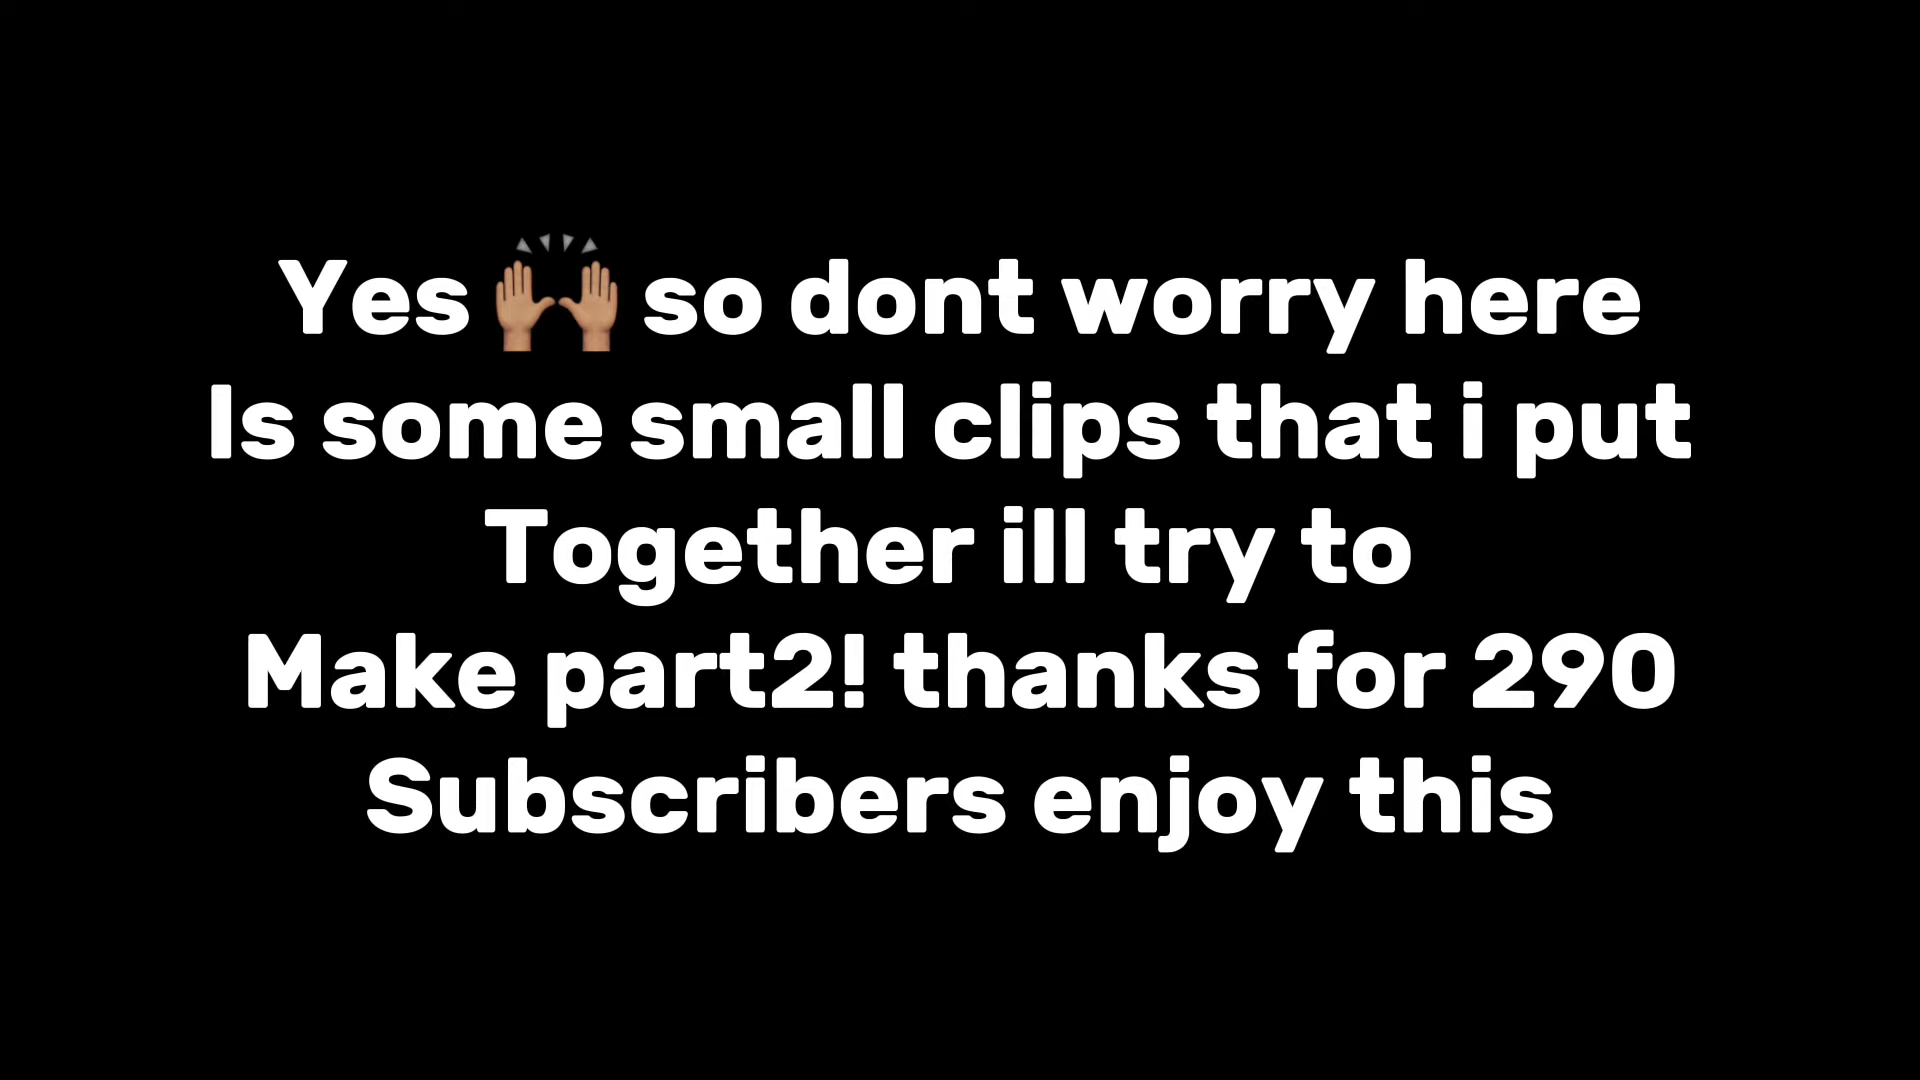 Yes 🙌🏽 so dont worry here
Is some small clips that i put
Together ill try to
Make part2! thanks for 290
Subscribers enjoy this